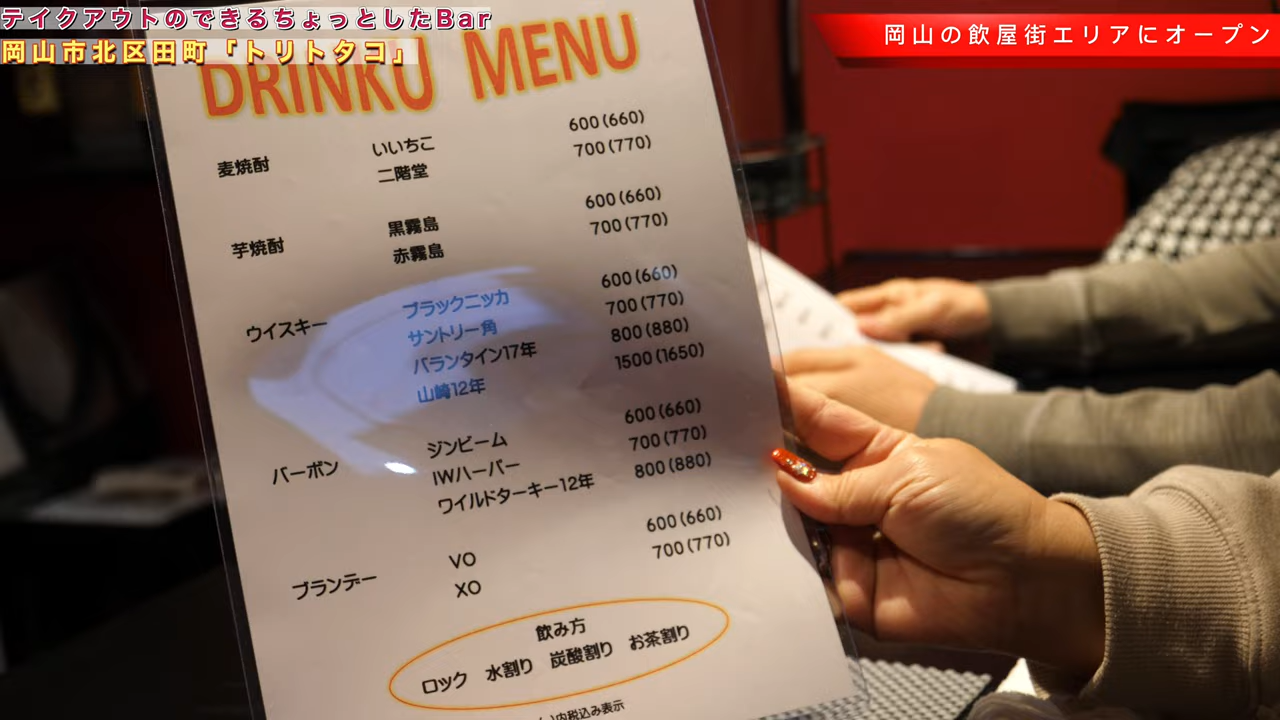 テイクアウトのできるちょっとしたBar
岡山市北区田町「トリトタコ」
岡山の飲屋街エリアにオープン
DRINKU MENU
麦焼酎 いいちこ 600(660)
二階堂 700(770)
芋焼酎 黒霧島 600(660)
赤霧島 700(770)
ウイスキー ブラックニッカ 600(660)
サントリー角 700(770)
バランタイン17年 800(880)
山崎12年 1500(1650)
バーボン ジンビーム 600(660)
IWハーパー 700(770)
ワイルドターキー12年 800(880)
ブランデー VO 600(660)
XO 700(770)
飲み方
ロック 水割り 炭酸割り お茶割り
)内税込み表示